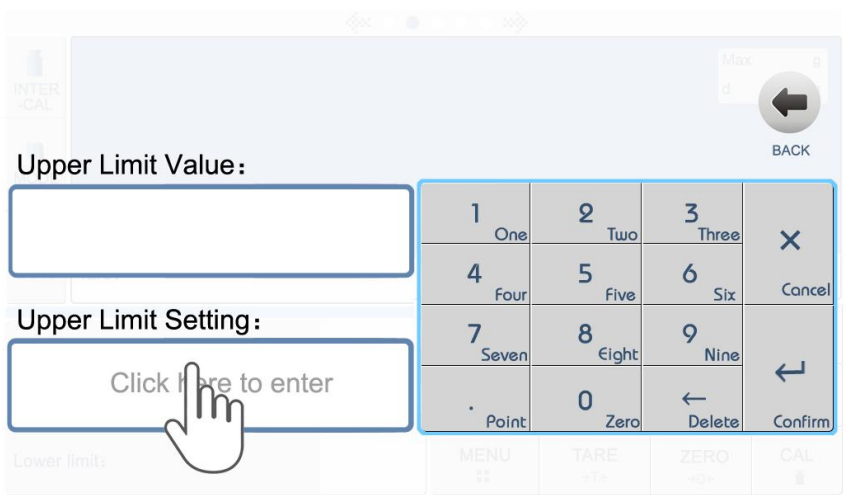 Max g
d
INTER
-CAL
BACK
Upper Limit Value:
1 One
2 Two
3 Three
× Cancel
4 Four
5 Five
6 Six
Upper Limit Setting:
Click here to enter
7 Seven
8 Eight
9 Nine
← Delete
. Point
0 Zero
Confirm
Lower limit:
MENU
TARE
ZERO
CAL
→T←
→0←